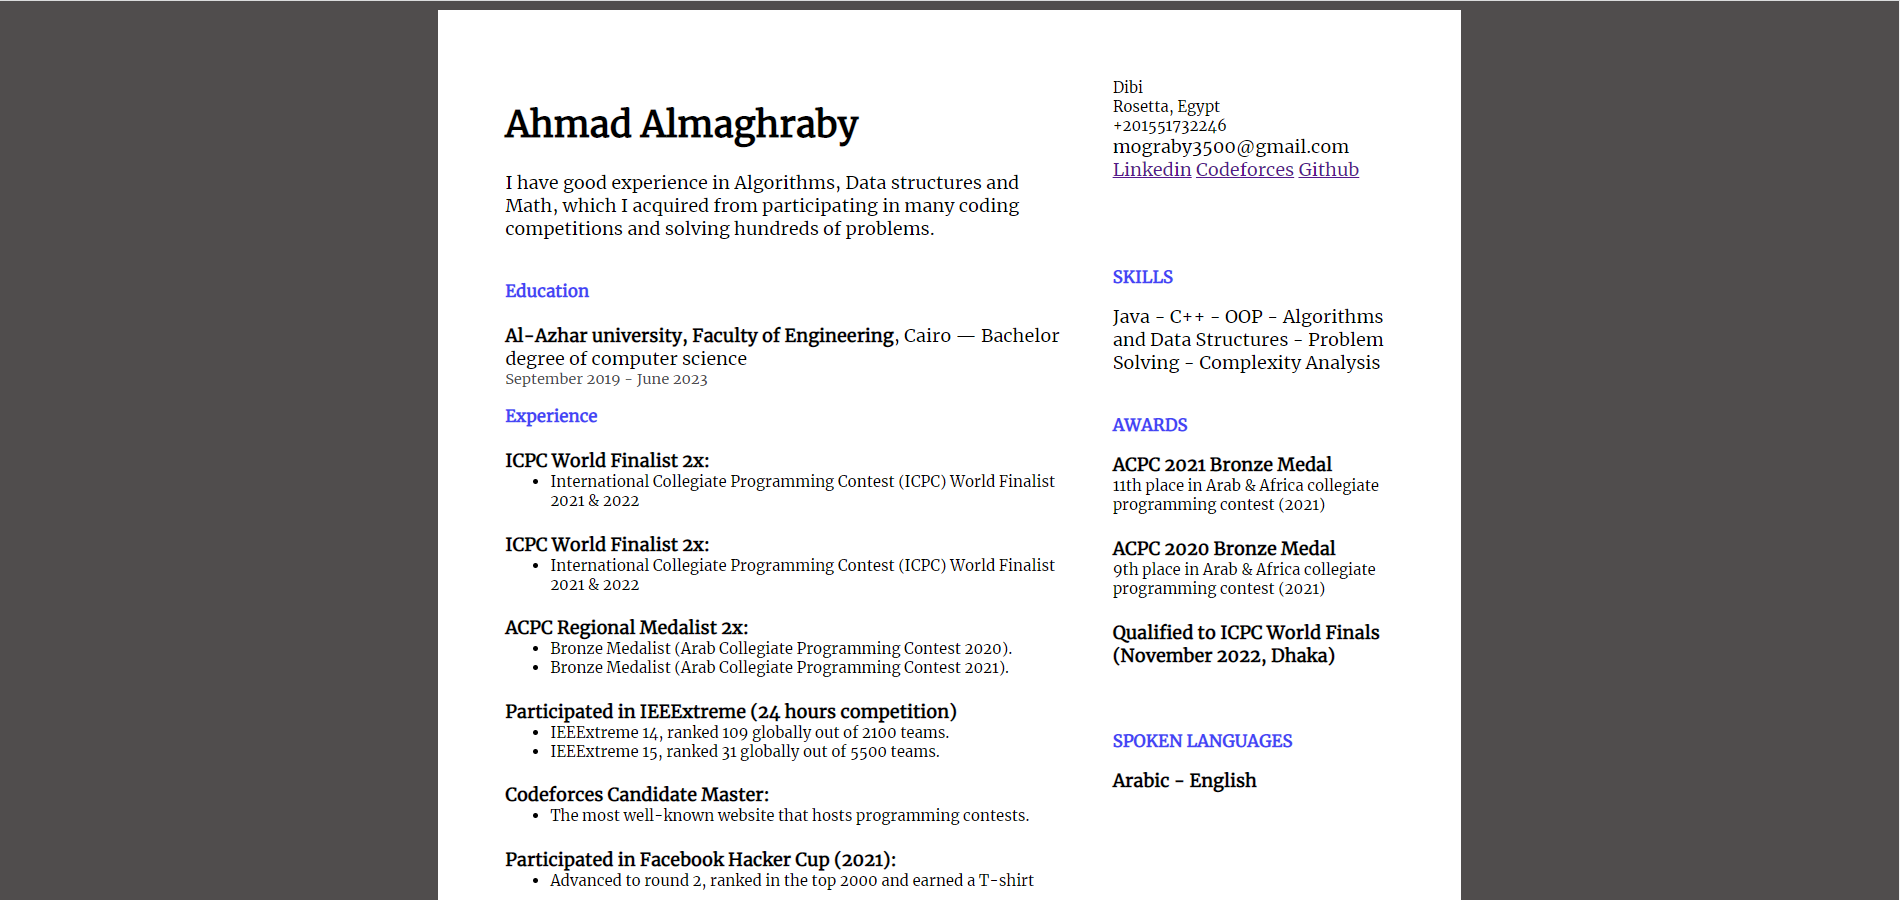 Ahmad Almaghraby
I have good experience in Algorithms, Data structures and
Math, which I acquired from participating in many coding
competitions and solving hundreds of problems.
Education
Al-Azhar university, Faculty of Engineering, Cairo — Bachelor
degree of computer science
September 2019 - June 2023
Experience
ICPC World Finalist 2x:
• International Collegiate Programming Contest (ICPC) World Finalist
2021 & 2022
ICPC World Finalist 2x:
• International Collegiate Programming Contest (ICPC) World Finalist
2021 & 2022
ACPC Regional Medalist 2x:
• Bronze Medalist (Arab Collegiate Programming Contest 2020).
• Bronze Medalist (Arab Collegiate Programming Contest 2021).
Participated in IEEExtreme (24 hours competition)
• IEEExtreme 14, ranked 109 globally out of 2100 teams.
• IEEExtreme 15, ranked 31 globally out of 5500 teams.
Codeforces Candidate Master:
• The most well-known website that hosts programming contests.
Participated in Facebook Hacker Cup (2021):
• Advanced to round 2, ranked in the top 2000 and earned a T-shirt
Dibi
Rosetta, Egypt
+201551732246
mograby3500@gmail.com
Linkedin Codeforces Github
SKILLS
Java - C++ - OOP - Algorithms
and Data Structures - Problem
Solving - Complexity Analysis
AWARDS
ACPC 2021 Bronze Medal
11th place in Arab & Africa collegiate
programming contest (2021)
ACPC 2020 Bronze Medal
9th place in Arab & Africa collegiate
programming contest (2021)
Qualified to ICPC World Finals
(November 2022, Dhaka)
SPOKEN LANGUAGES
Arabic - English